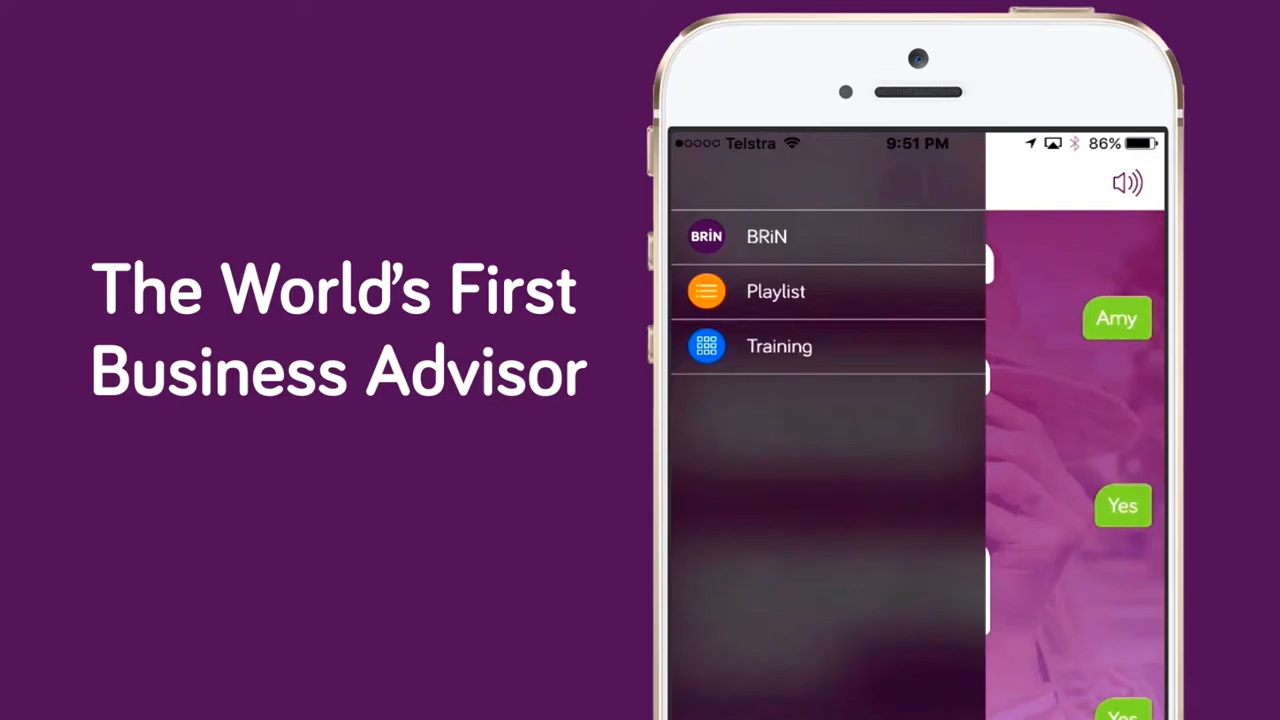 The World's First
Business Advisor
Telstra
9:51 PM
86%
BRiN
BRiN
Playlist
Training
Amy
Yes
Yes